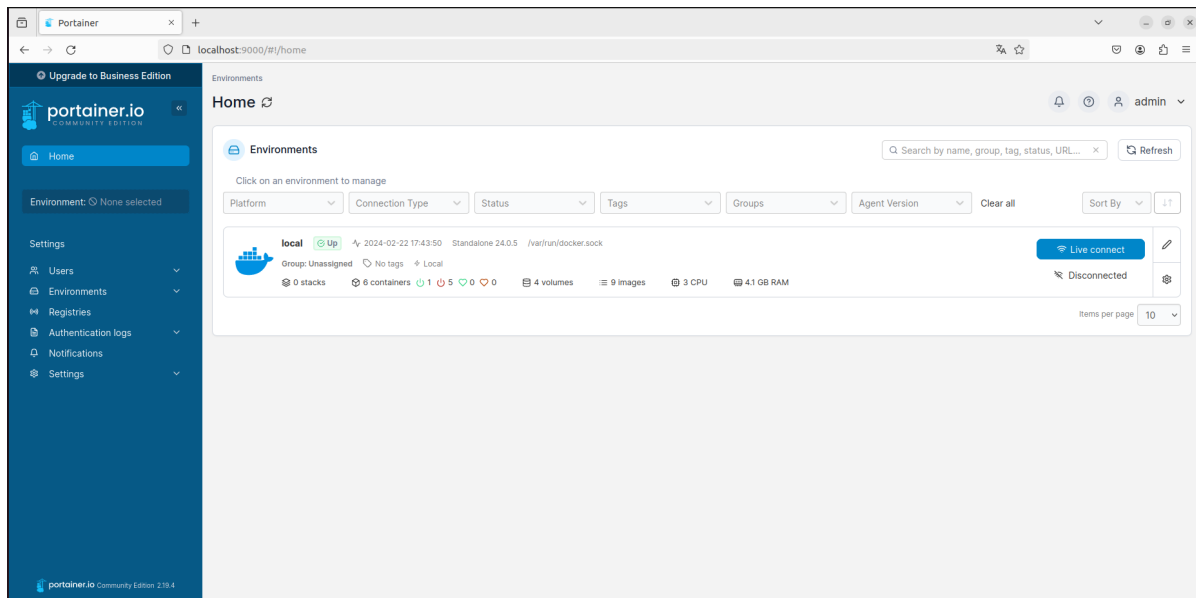 Portainer
localhost:9000/#!/home
Upgrade to Business Edition
portainer.io
COMMUNITY EDITION
Home
Environment: None selected
Settings
Users
Environments
Registries
Authentication logs
Notifications
Settings
portainer.io Community Edition 2.19.4
Environments
Home
admin
Environments
Search by name, group, tag, status, URL...
Refresh
Click on an environment to manage
Platform Connection Type Status Tags Groups Agent Version Clear all Sort By
local Up 2024-02-22 17:43:50 Standalone 24.0.5 /var/run/docker.sock
Group: Unassigned No tags Local
0 stacks 6 containers 1 5 0 0 4 volumes 9 images 3 CPU 4.1 GB RAM
Live connect
Disconnected
Items per page 10